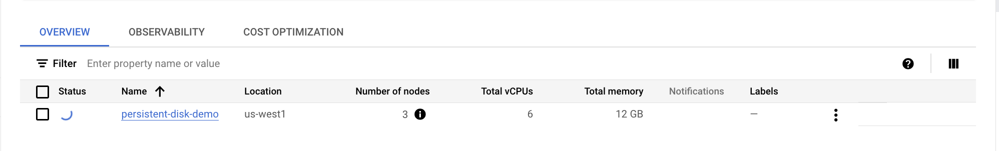 OVERVIEW OBSERVABILITY COST OPTIMIZATION
Filter Enter property name or value
Status Name Location Number of nodes Total vCPUs Total memory Notifications Labels
persistent-disk-demo us-west1 3 6 12 GB —